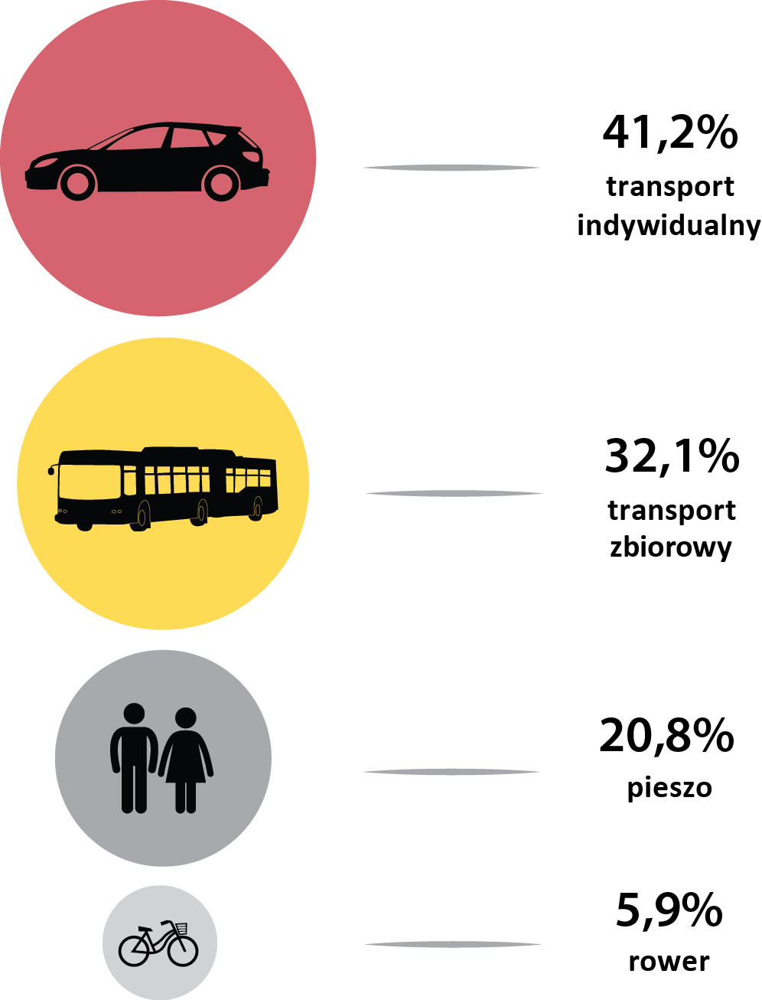 41,2%
transport
indywidualny
32,1%
transport
zbiorowy
20,8%
pieszo
5,9%
rower